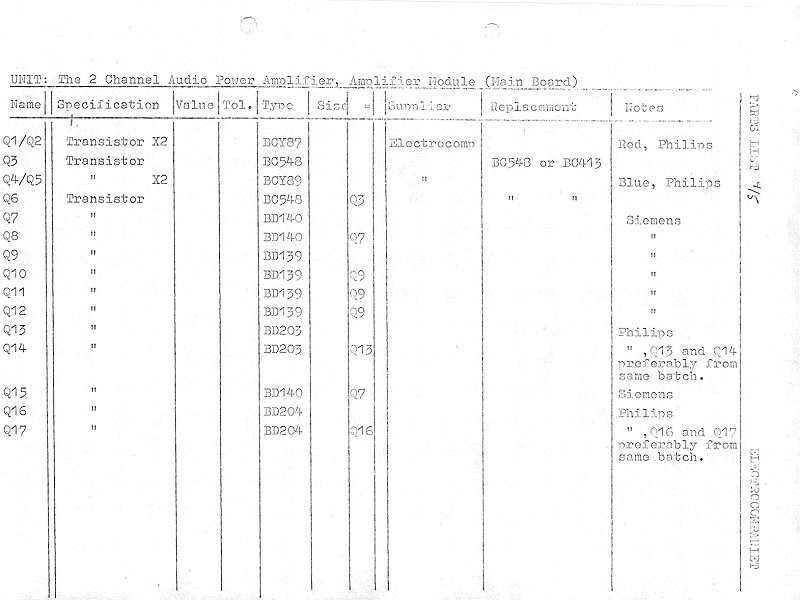 UNIT: The 2 Channel Audio Power Amplifier, Amplifier Module (Main Board)
Name Specification Value Tol. Type Size = Supplier Replacement Notes
Q1/Q2 Transistor X2 BCY87 Electrocomp Red, Philips
Q3 Transistor BC548 BC548 or BC413
Q4/Q5 " X2 BCY89 " Blue, Philips
Q6 Transistor BC548 Q3 " "
Q7 " BD140 Siemens
Q8 " BD140 Q7 "
Q9 " BD139 "
Q10 " BD139 Q9 "
Q11 " BD139 Q9 "
Q12 " BD139 Q9 "
Q13 " BD203 Philips
Q14 " BD203 Q13 " ,Q13 and Q14
preferably from
same batch.
Q15 " BD140 Q7 Siemens
Q16 " BD204 Philips
Q17 " BD204 Q16 " ,Q16 and Q17
preferably from
same batch.
PARTS LIST 4/5
ELECTROCOMPANIET